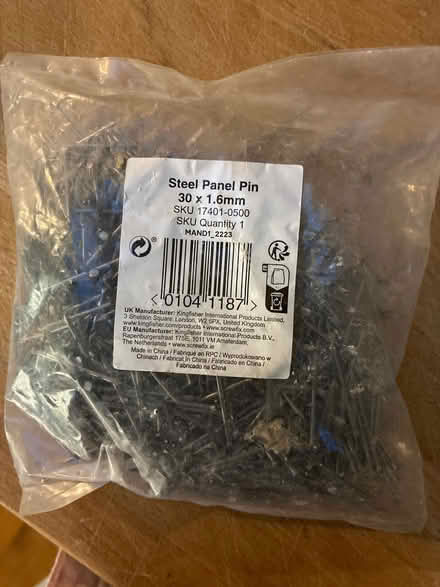 Steel Panel Pin
30 x 1.6mm
SKU 17401-0500
SKU Quantity 1
MAND1_2223
<01041187>
UK Manufacturer: Kingfisher International Products Limited,
3 Sheldon Square, London, W2 6PX, United Kingdom
www.kingfisher.com/products • www.screwfix.com
EU Manufacturer: Kingfisher International Products B.V.,
Rapenburgerstraat 175E, 1011 VM Amsterdam,
The Netherlands • www.screwfix.ie
Made in China / Fabriqué en RPC / Wyprodukowano w
Chinach / Fabricat în China / Fabricado en China /
Fabricado na China